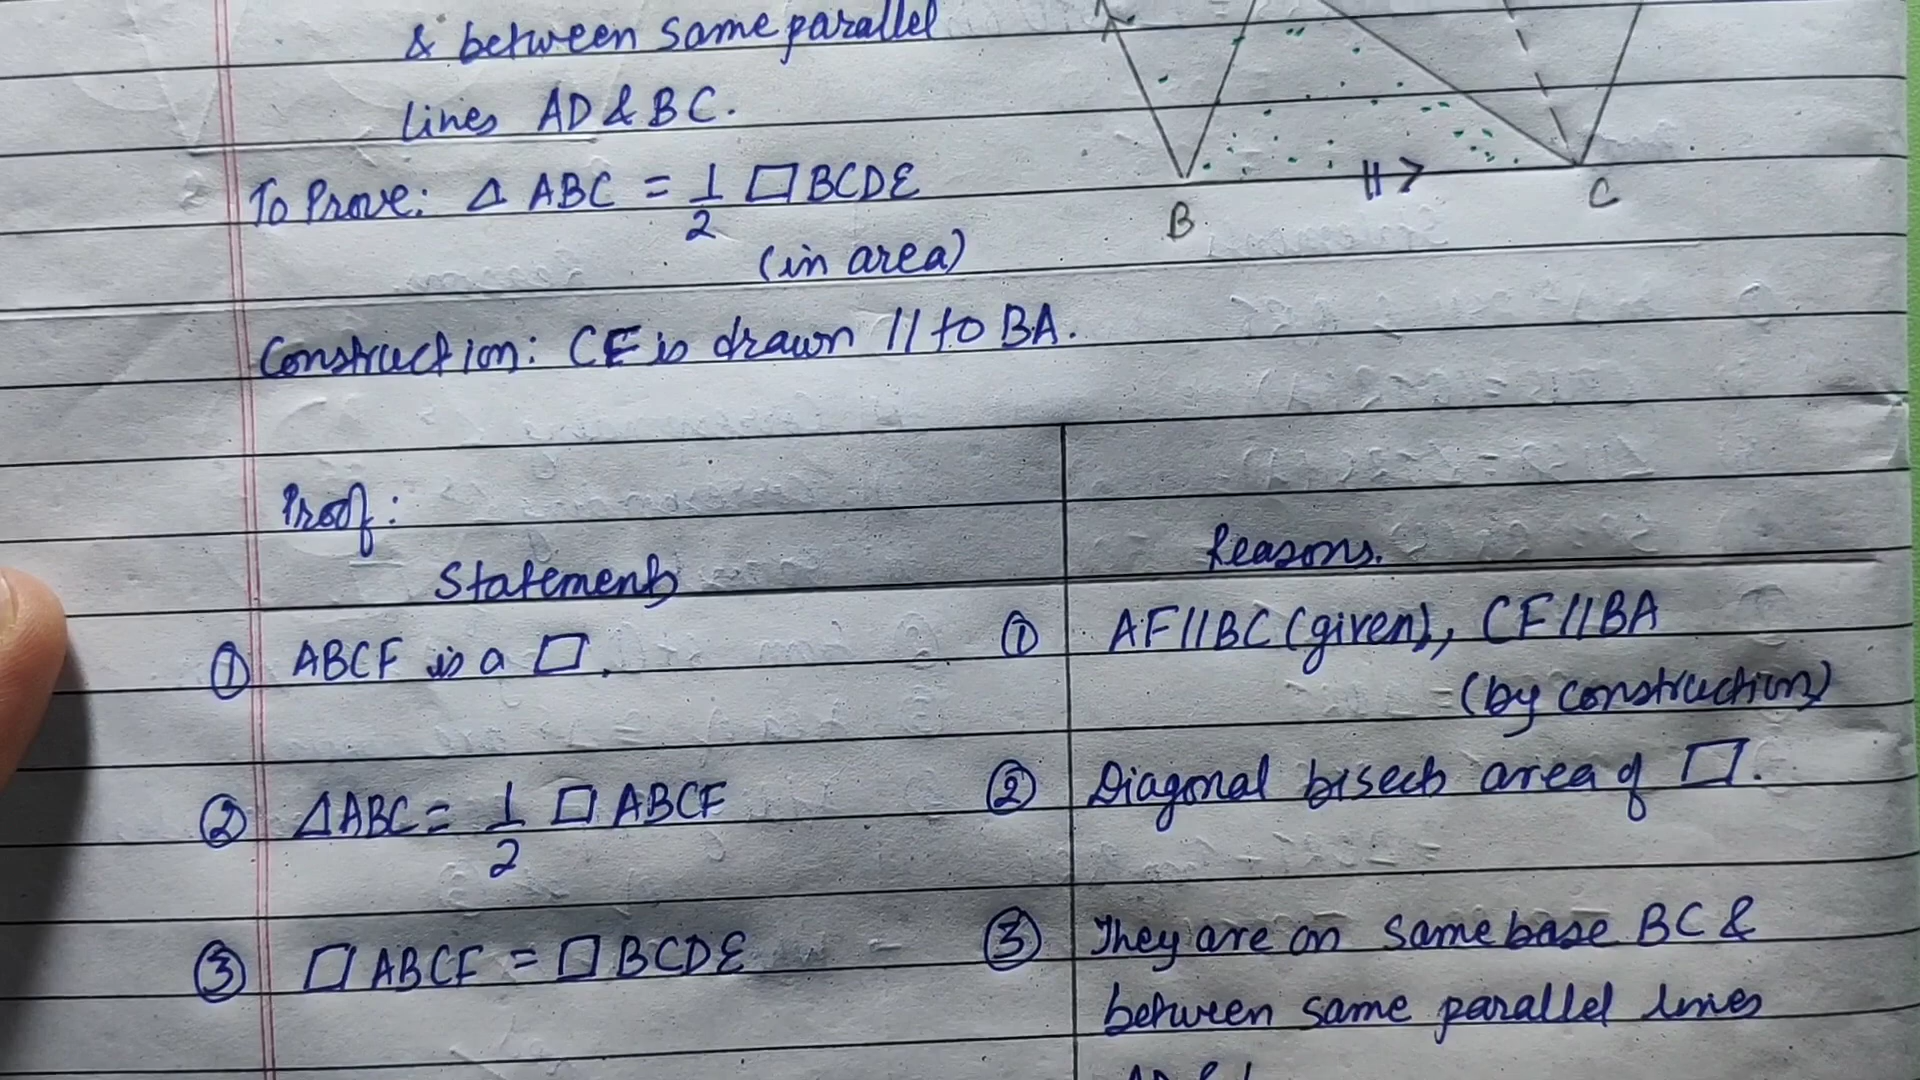 & between same parallel
lines AD & BC.
To Prove: △ ABC = 1/2 ▱ BCDE
(in area)
B
C
Construction: CF is drawn // to BA.
Proof:
Statements
Reasons.
① ABCF is a ▱.
① AF//BC (given), CF//BA
(by construction)
② △ABC = 1/2 ▱ ABCF
② Diagonal bisects area of ▱.
③ ▱ ABCF = ▱ BCDE
③ They are on same base BC &
between same parallel lines